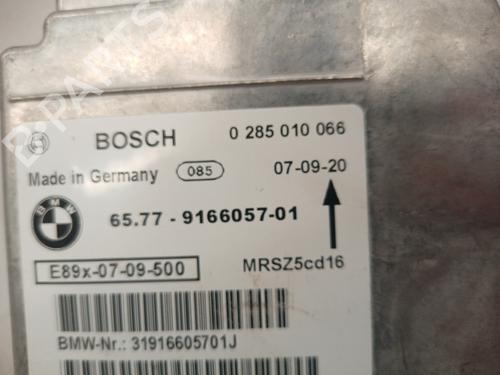 BOSCH 0 285 010 066
Made in Germany 085 07-09-20
BMW 65.77 - 9166057-01
E89x-07-09-500 MRSZ5cd16
BMW-Nr.: 31916605701J